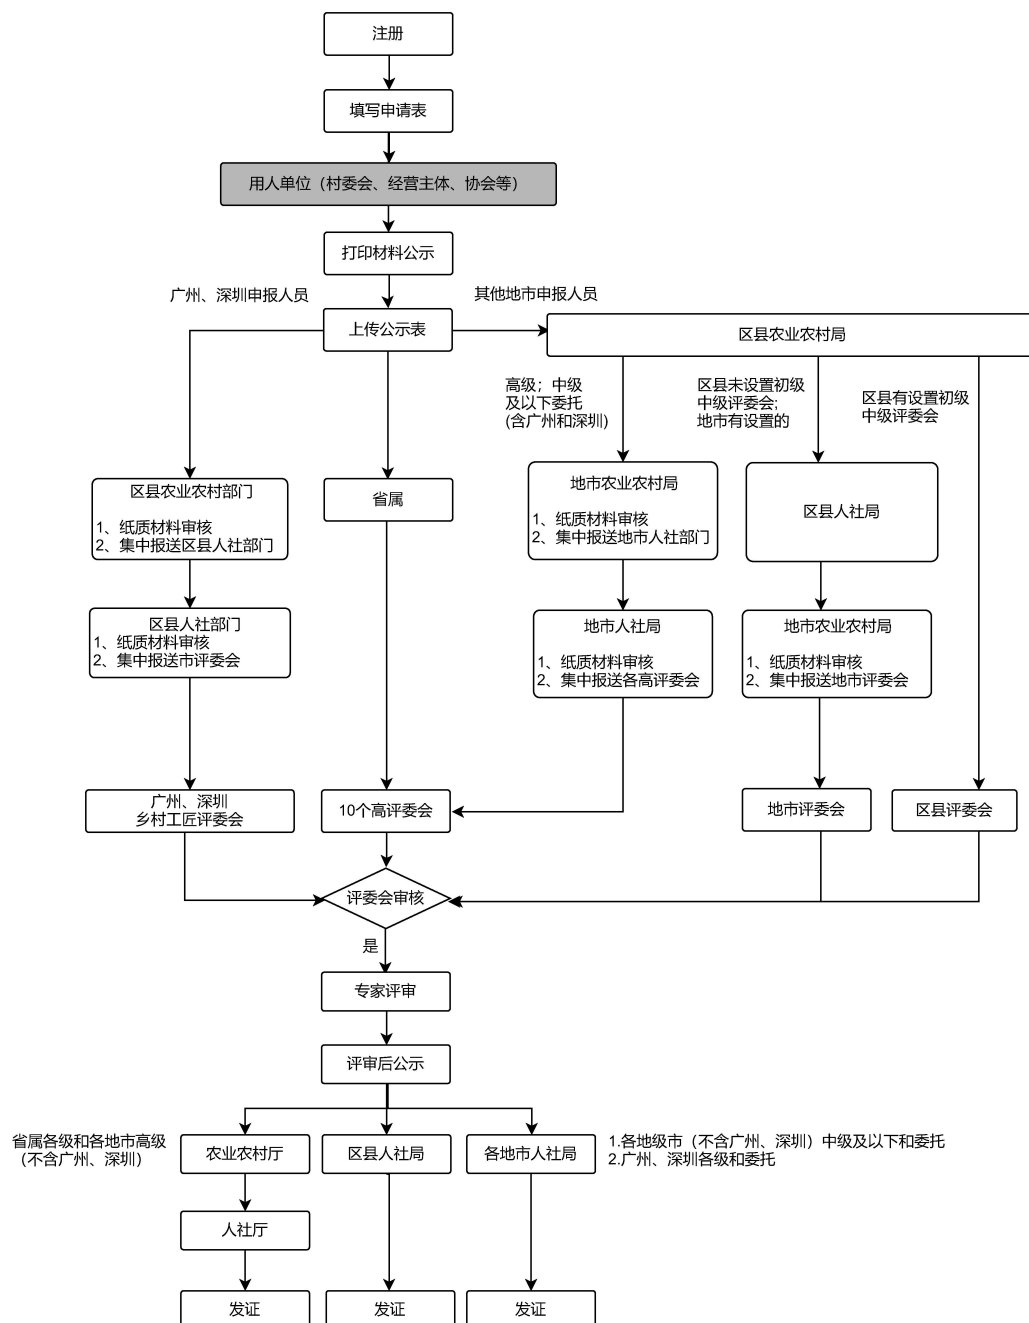 注册
填写申请表
用人单位（村委会、经营主体、协会等）
打印材料公示
广州、深圳申报人员
其他地市申报人员
上传公示表
区县农业农村局
高级；中级
及以下委托
(含广州和深圳)
区县未设置初级
中级评委会;
地市有设置的
区县有设置初级
中级评委会
区县农业农村部门
1、纸质材料审核
2、集中报送区县人社部门
省属
地市农业农村局
1、纸质材料审核
2、集中报送地市人社部门
区县人社局
区县人社部门
1、纸质材料审核
2、集中报送市评委会
地市人社局
1、纸质材料审核
2、集中报送各高评委会
地市农业农村局
1、纸质材料审核
2、集中报送地市评委会
广州、深圳
乡村工匠评委会
10个高评委会
地市评委会
区县评委会
评委会审核
是
专家评审
评审后公示
省属各级和各地市高级
（不含广州、深圳）
农业农村厅
区县人社局
各地市人社局
1.各地级市（不含广州、深圳）中级及以下和委托
2.广州、深圳各级和委托
人社厅
发证
发证
发证